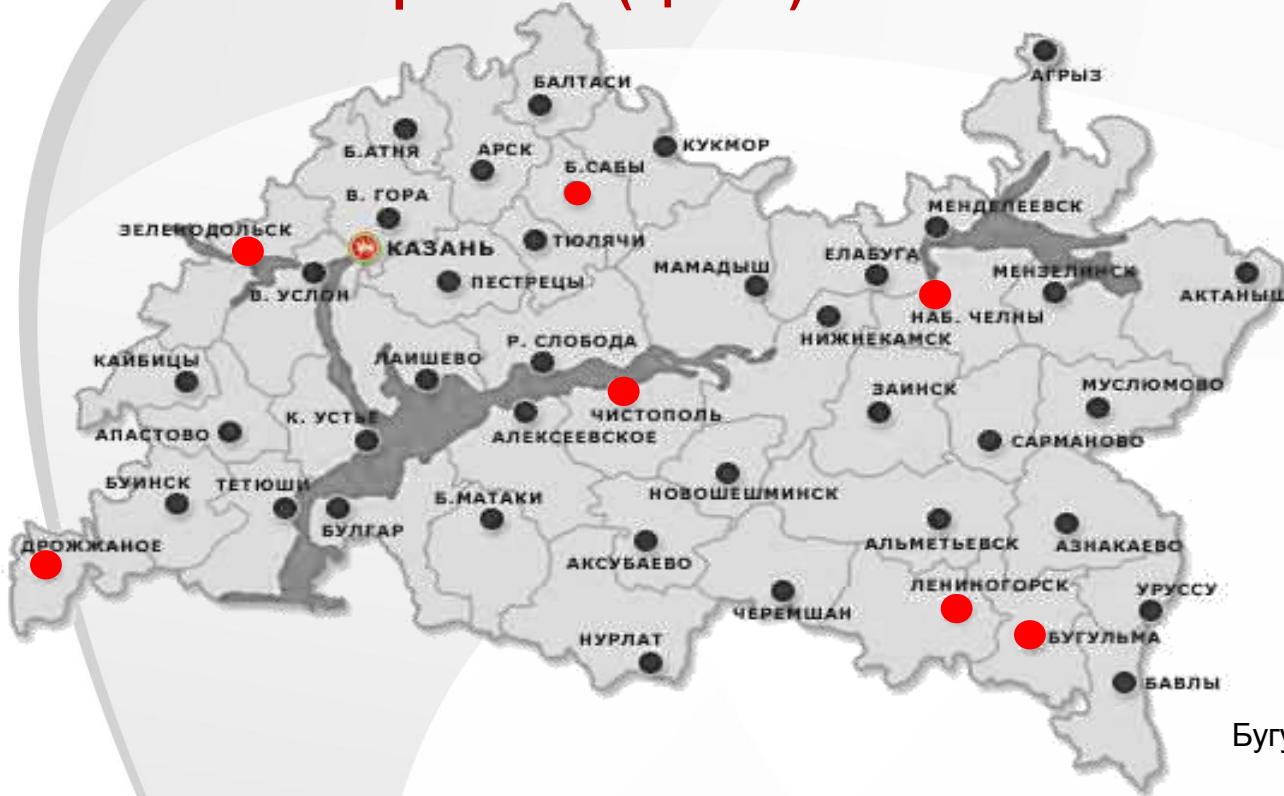 БАЛТАСИ
АГРЫЗ
Б.АТНЯ
АРСК
КУКМОР
Б.САБЫ
В. ГОРА
МЕНДЕЛЕЕВСК
ЗЕЛЕНОДОЛЬСК
КАЗАНЬ
ТЮЛЯЧИ
ЕЛАБУГА
МАМАДЫШ
МЕНЗЕЛИНСК
ПЕСТРЕЦЫ
В. УСЛОН
АКТАНЫШ
НАБ. ЧЕЛНЫ
НИЖНЕКАМСК
Р. СЛОБОДА
КАЙБИЦЫ
ЛАИШЕВО
МУСЛЮМОВО
ЗАИНСК
ЧИСТОПОЛЬ
К. УСТЬЕ
АПАСТОВО
АЛЕКСЕЕВСКОЕ
САРМАНОВО
БУИНСК
ТЕТЮШИ
Б.МАТАКИ
НОВОШЕШМИНСК
БУЛГАР
ДРОЖЖАНОЕ
АЛЬМЕТЬЕВСК
АЗНАКАЕВО
АКСУБАЕВО
ЛЕНИНОГОРСК
УРУССУ
ЧЕРЕМШАН
НУРЛАТ
БУГУЛЬМА
БАВЛЫ
Бугу